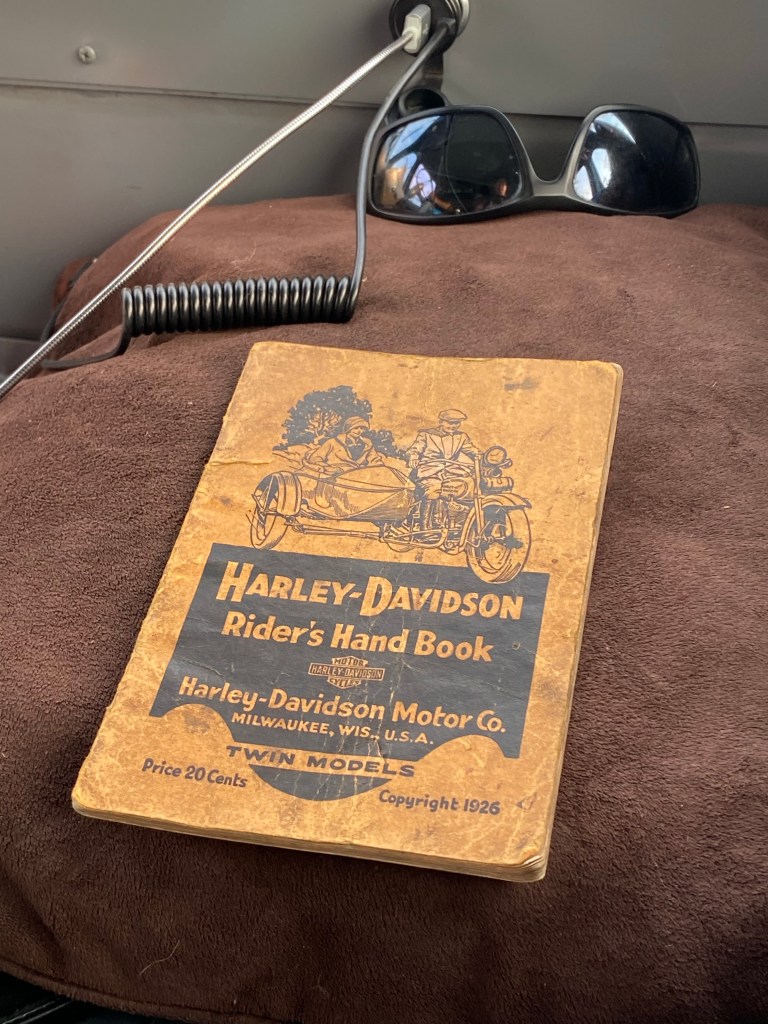 HARLEY-DAVIDSON
Rider's Hand Book
MOTOR
HARLEY-DAVIDSON
CYCLES
Harley-Davidson Motor Co.
MILWAUKEE, WIS., U.S.A.
TWIN MODELS
Price 20 Cents
Copyright 1926